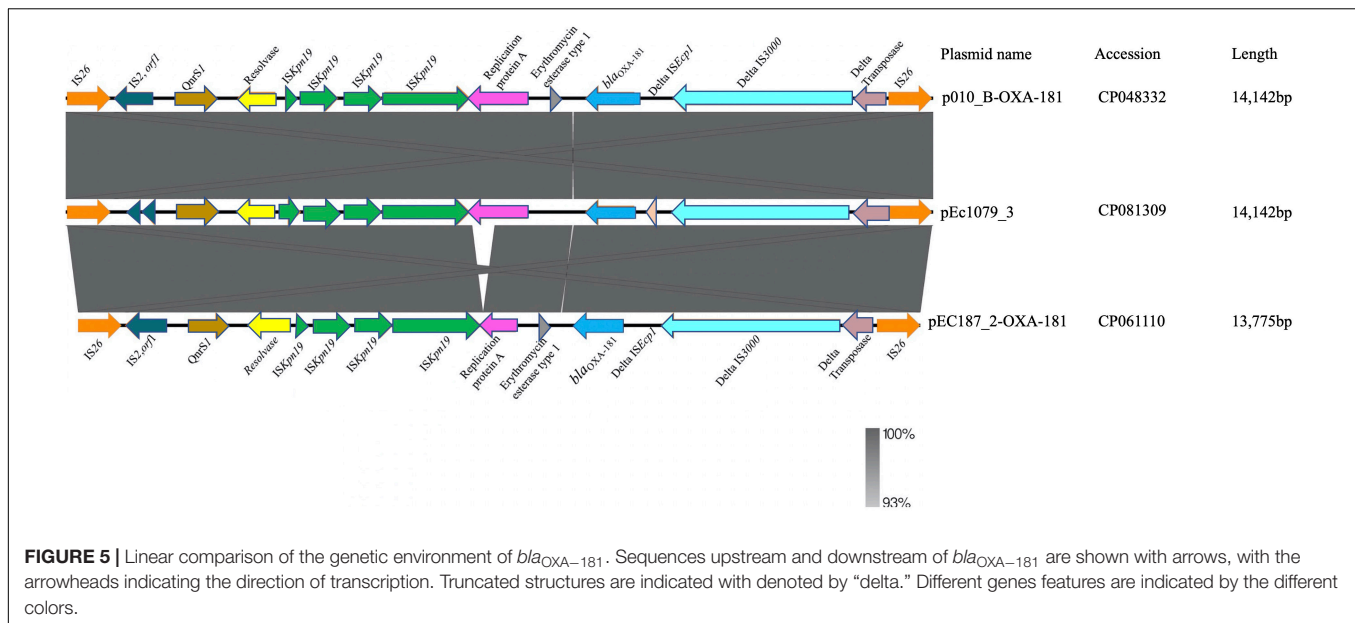 IS26
IS2, orf1
QnrS1
Resolvase
ISKpn19
ISKpn19
ISKpn19
ISKpn19
Replication
protein A
Erythromycin
esterase type 1
blaOXA-181
Delta ISEcp1
Delta IS3000
Delta
Transposase
IS26
Plasmid name Accession Length
p010_B-OXA-181 CP048332 14,142bp
pEc1079_3 CP081309 14,142bp
pEC187_2-OXA-181 CP061110 13,775bp
IS26
IS2,orf1
QnrS1
Resolvase
ISKpn19
ISKpn19
ISKpn19
ISKpn19
Replication
protein A
Erythromycin
esterase type 1
blaOXA-181
Delta ISEcp1
Delta IS3000
Delta
Transposase
IS26
100%
93%
FIGURE 5 | Linear comparison of the genetic environment of blaOXA−181. Sequences upstream and downstream of blaOXA−181 are shown with arrows, with the
arrowheads indicating the direction of transcription. Truncated structures are indicated with denoted by “delta.” Different genes features are indicated by the different
colors.